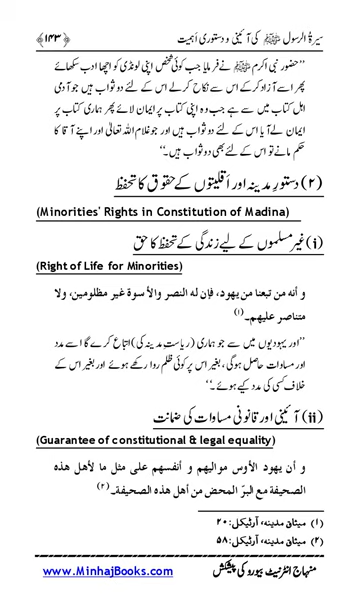 سیرۃ الرسول ﷺ کی آئینی و دستوری اہمیت ﴿۱۴۳﴾
’’حضور نبی اکرم ﷺ نے فرمایا جب کوئی شخص اپنی لونڈی کو اچھا ادب سکھائے
پھر اسے آزاد کرکے اس سے نکاح کرلے اس کے لئے دو ثواب ہیں جو آدمی
اہل کتاب میں سے ہے جب وہ اپنی کتاب پر ایمان لائے پھر ہماری کتاب پر
ایمان لے آیا اس کے لئے دو ثواب ہیں اور جو غلام اللہ تعالیٰ اور اپنے آقا کا
حکم مانے تو اس کے لئے بھی دو ثواب ہیں۔‘‘
(۲) دستورِ مدینہ اور اَقلیتوں کے حقوق کا تحفظ
(Minorities' Rights in Constitution of Madina)
(i) غیر مسلموں کے لیے زندگی کے تحفظ کا حق
(Right of Life for Minorities)
و أنه من تبعنا من يهود، فإن له النصر والأسوة غير مظلومين، ولا
متناصر عليهم۔(۱)
’’اور یہودیوں میں سے جو ہماری (ریاستِ مدینہ کی) اتباع کرے گا اسے مدد
اور مساوات حاصل ہوگی، بغیر اس پر کوئی ظلم روا رکھے ہوئے اور بغیر اس کے
خلاف کسی کی مدد کیے ہوئے۔‘‘
(ii) آئینی اور قانونی مساوات کی ضمانت
(Guarantee of constitutional & legal equality)
و أن يهود الأوس مواليهم و أنفسهم على مثل ما لأهل هذه
الصحيفة مع البرّ المحض من أهل هذه الصحيفة۔(۲)
(۱) میثاق مدینہ، آرٹیکل: ۲۰
(۲) میثاق مدینہ، آرٹیکل: ۵۸
منہاج انٹرنیٹ بیورو کی پیشکش www.MinhajBooks.com